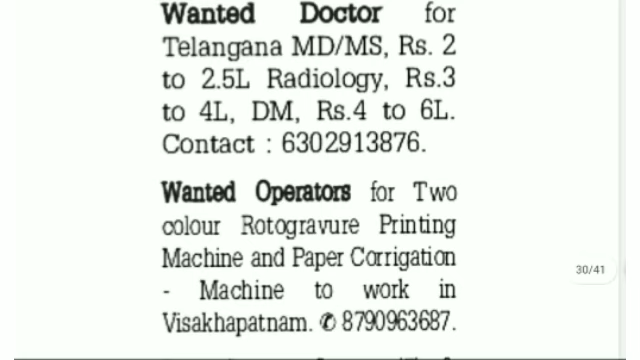 Wanted Doctor for
Telangana MD/MS, Rs. 2
to 2.5L Radiology, Rs.3
to 4L, DM, Rs.4 to 6L.
Contact : 6302913876.
Wanted Operators for Two
colour Rotogravure Printing
Machine and Paper Corrigation
- Machine to work in
Visakhapatnam. ✆ 8790963687.
30/41